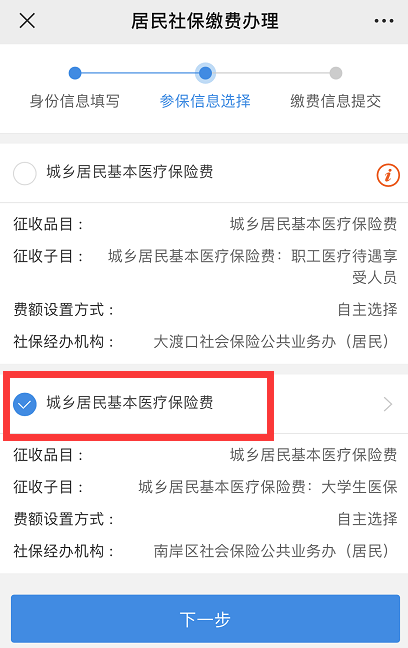 居民社保缴费办理
身份信息填写 参保信息选择 缴费信息提交
城乡居民基本医疗保险费
征收品目： 城乡居民基本医疗保险费
征收子目： 城乡居民基本医疗保险费：职工医疗待遇享
受人员
费额设置方式： 自主选择
社保经办机构： 大渡口社会保险公共业务办（居民）
城乡居民基本医疗保险费
征收品目： 城乡居民基本医疗保险费
征收子目： 城乡居民基本医疗保险费：大学生医保
费额设置方式： 自主选择
社保经办机构： 南岸区社会保险公共业务办（居民）
下一步